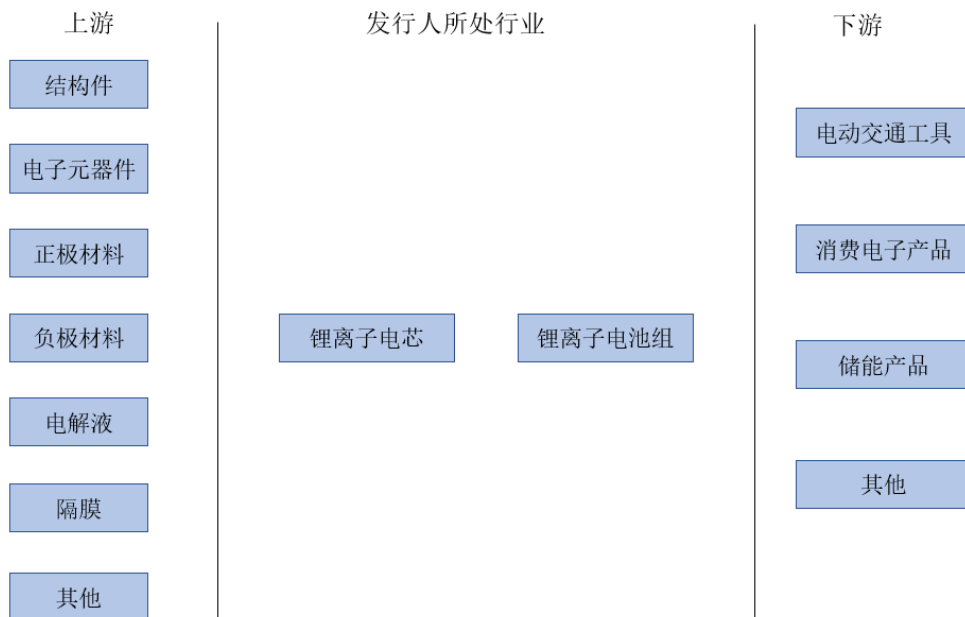 上游
发行人所处行业
下游
结构件
电子元器件
正极材料
负极材料
电解液
隔膜
其他
锂离子电芯
锂离子电池组
电动交通工具
消费电子产品
储能产品
其他